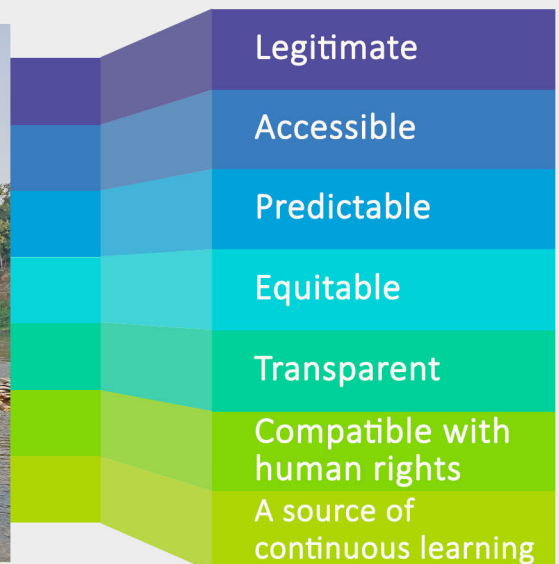 Legitimate
Accessible
Predictable
Equitable
Transparent
Compatible with
human rights
A source of
continuous learning